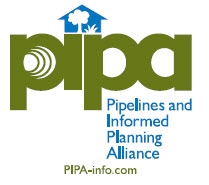 pipa
Pipelines and
Informed
Planning
Alliance
PIPA-info.com